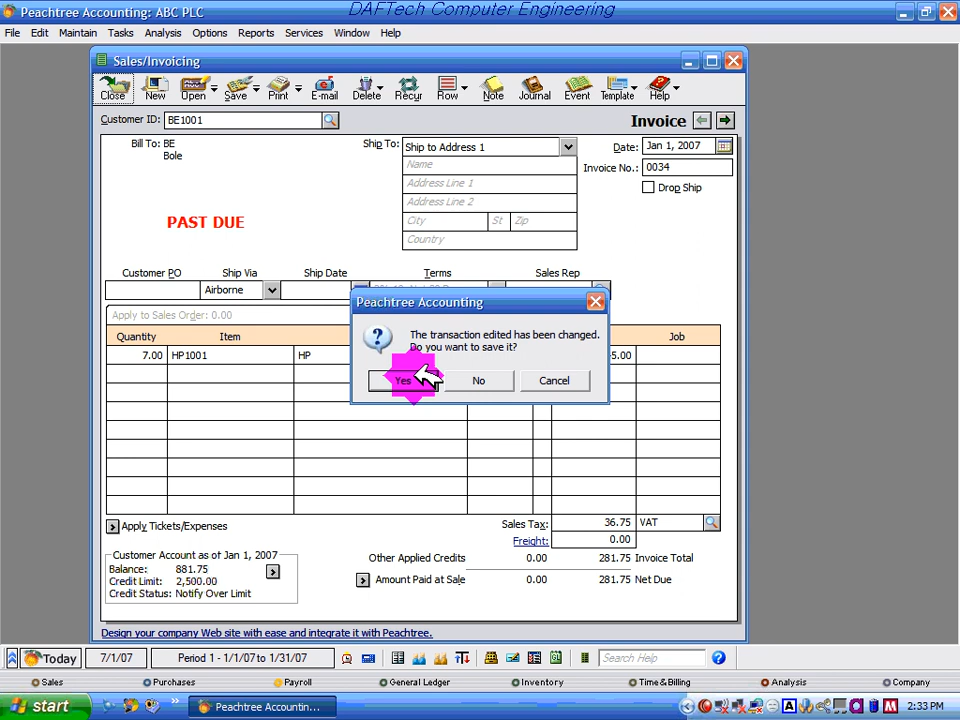 Peachtree Accounting: ABC PLC
DAFTech Computer Engineering
File Edit Maintain Tasks Analysis Options Reports Services Window Help
Sales/Invoicing
Close New Open Save Print E-mail Delete Recur Row Note Journal Event Template Help
Customer ID: BE1001
Invoice
Bill To: BE
Bole
Ship To: Ship to Address 1
Name
Address Line 1
Address Line 2
City St Zip
Country
Date: Jan 1, 2007
Invoice No.: 0034
Drop Ship
PAST DUE
Customer PO Ship Via Ship Date Terms Sales Rep
Airborne
Apply to Sales Order: 0.00
Quantity Item Job
7.00 HP1001 HP 5.00
Peachtree Accounting
The transaction edited has been changed.
Do you want to save it?
Yes No Cancel
Apply Tickets/Expenses
Sales Tax: 36.75 VAT
Freight: 0.00
Customer Account as of Jan 1, 2007
Balance: 881.75
Credit Limit: 2,500.00
Credit Status: Notify Over Limit
Other Applied Credits 0.00 281.75 Invoice Total
Amount Paid at Sale 0.00 281.75 Net Due
Design your company Web site with ease and integrate it with Peachtree.
Today 7/1/07 Period 1 - 1/1/07 to 1/31/07 Search Help
Sales Purchases Payroll General Ledger Inventory Time & Billing Analysis Company
start Peachtree Accountin... 2:33 PM